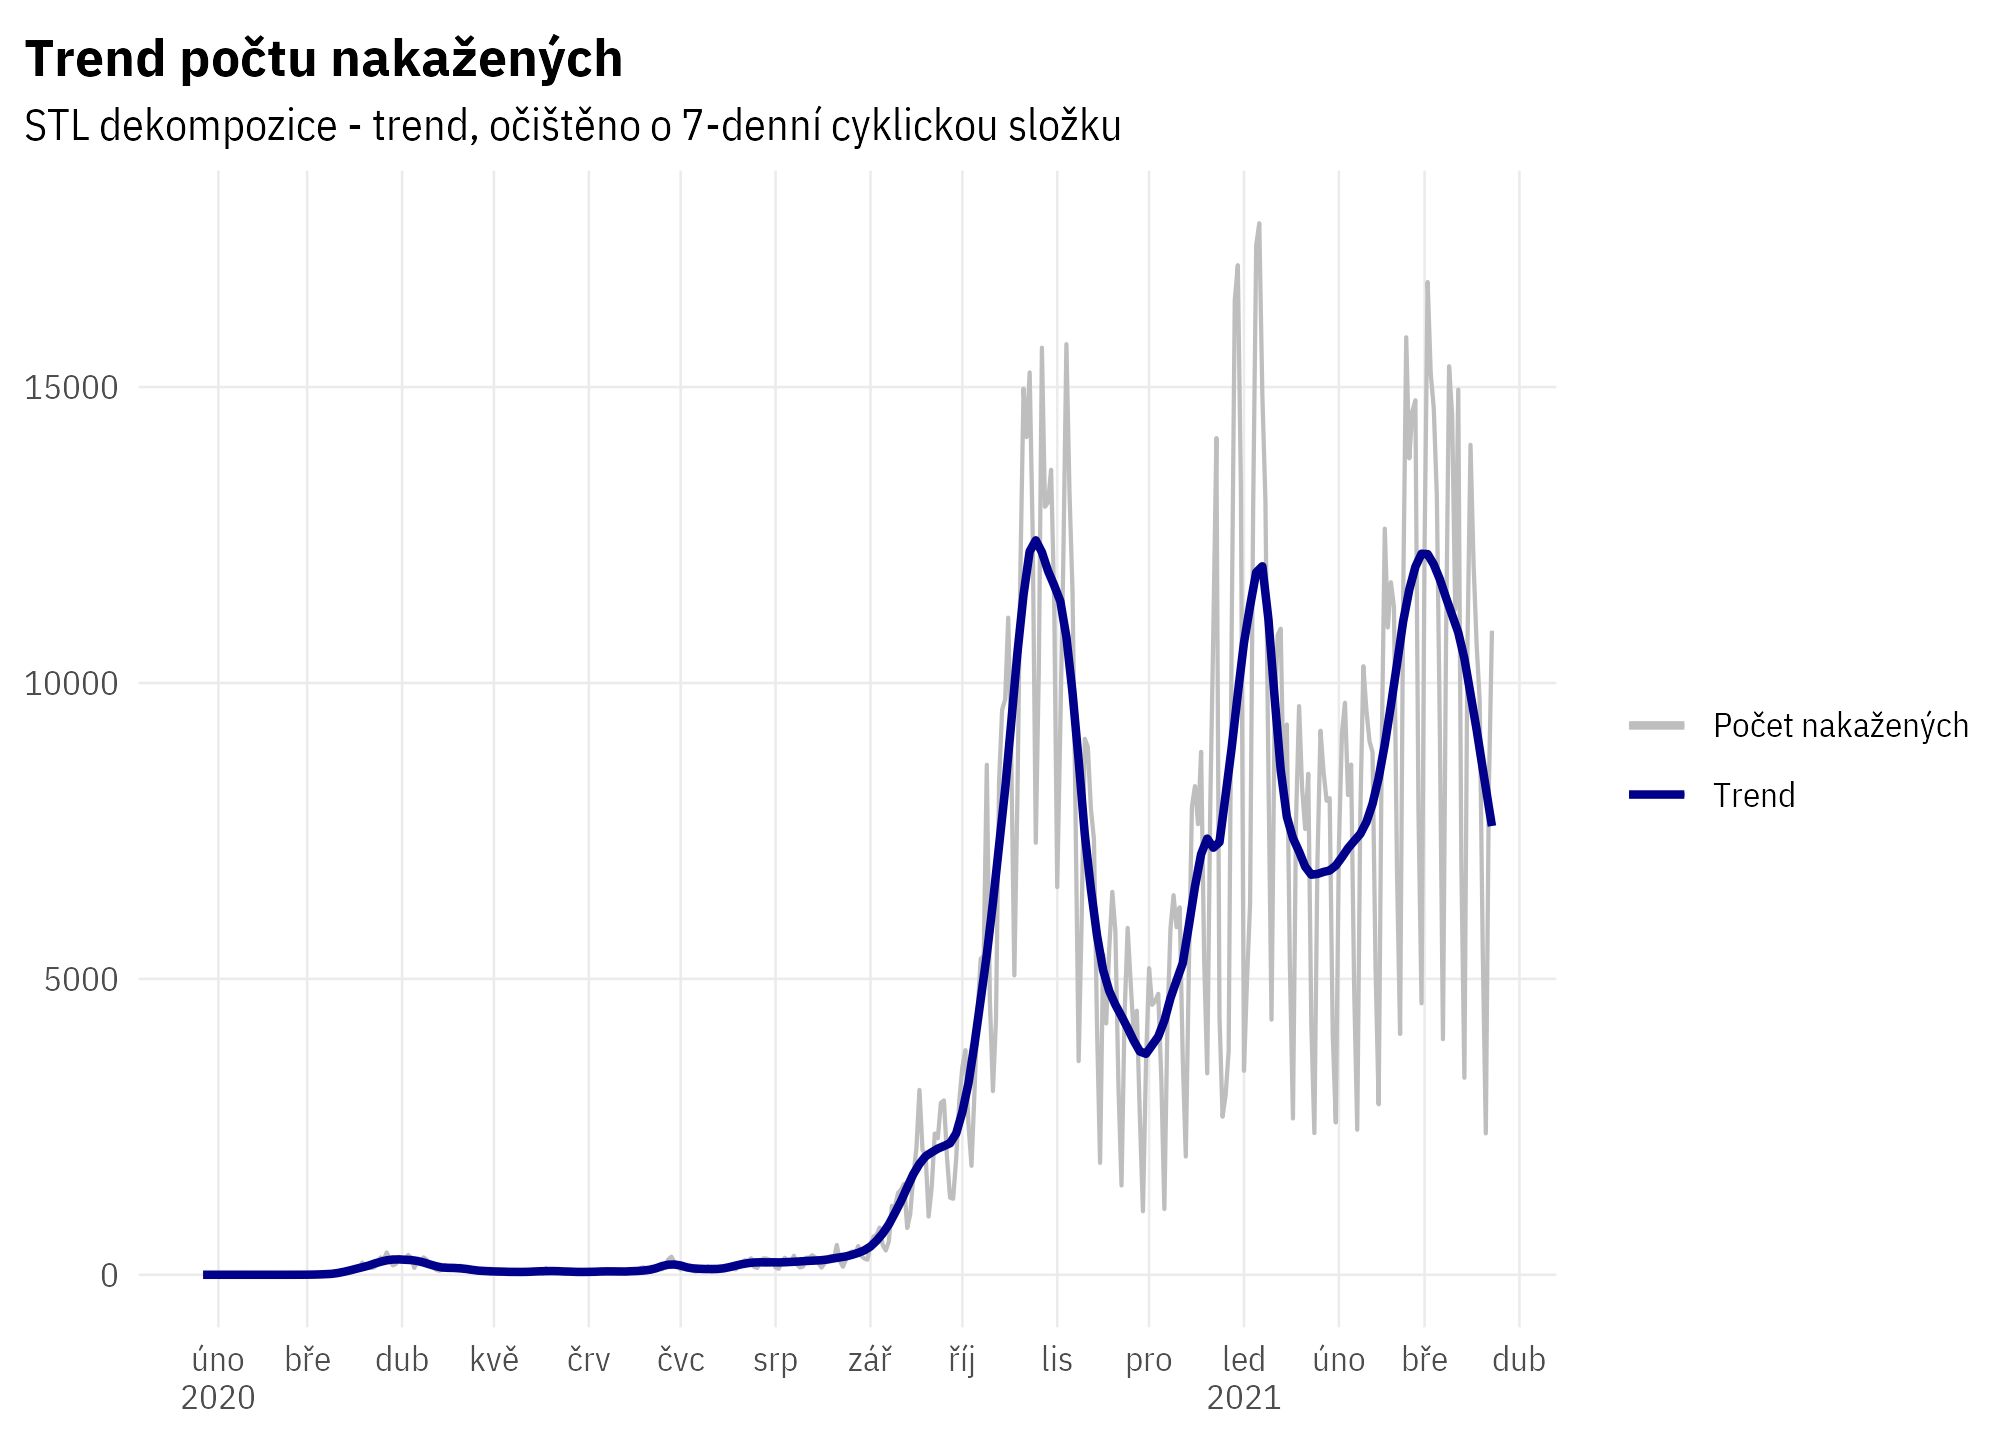 Trend počtu nakažených
STL dekompozice - trend, očištěno o 7-denní cyklickou složku
15000
10000
5000
0
úno bře dub kvě črv čvc srp zář říj lis pro led úno bře dub
2020 2021
Počet nakažených
Trend